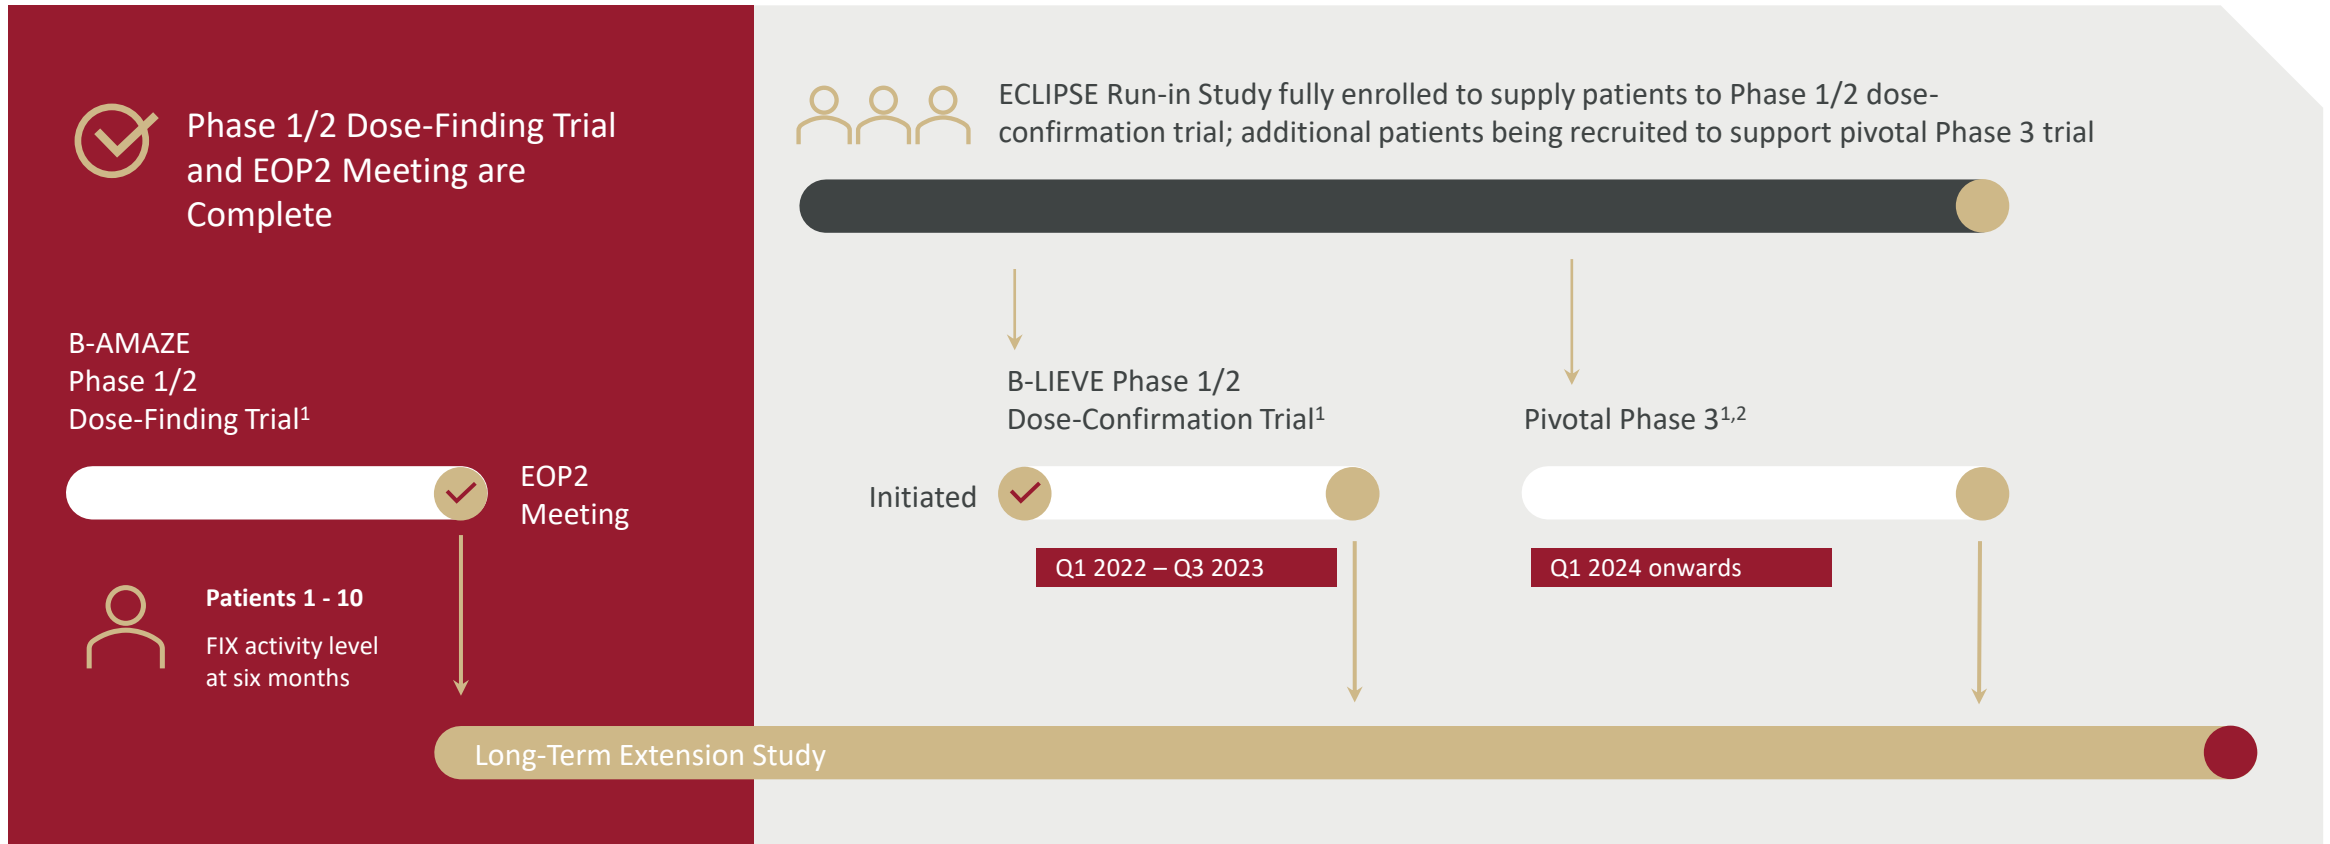 Phase 1/2 Dose-Finding Trial
and EOP2 Meeting are
Complete
B-AMAZE
Phase 1/2
Dose-Finding Trial¹
EOP2
Meeting
Patients 1 - 10
FIX activity level
at six months
ECLIPSE Run-in Study fully enrolled to supply patients to Phase 1/2 dose-
confirmation trial; additional patients being recruited to support pivotal Phase 3 trial
B-LIEVE Phase 1/2
Dose-Confirmation Trial¹
Initiated
Q1 2022 – Q3 2023
Pivotal Phase 3¹,²
Q1 2024 onwards
Long-Term Extension Study